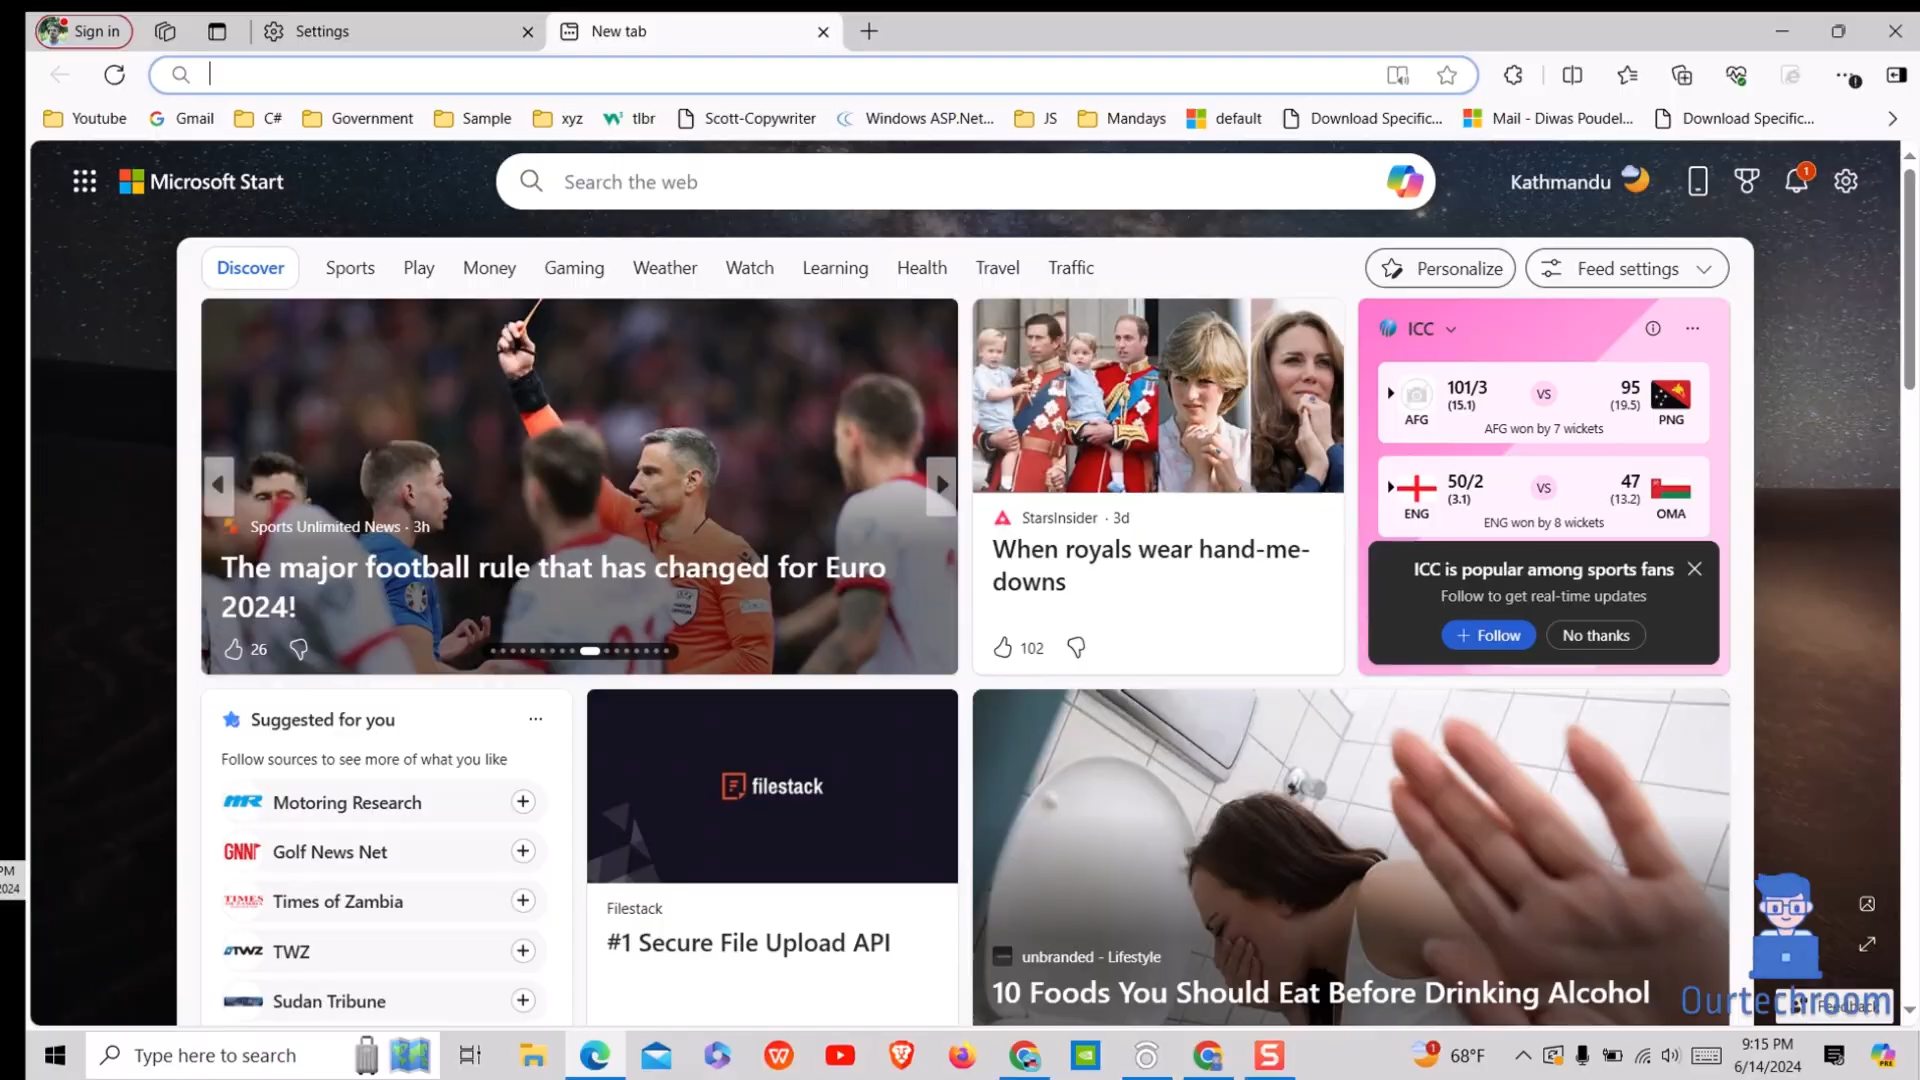 Sign in
Settings
New tab
Youtube
Gmail
C#
Government
Sample
xyz
tlbr
Scott-Copywriter
Windows ASP.Net...
JS
Mandays
default
Download Specific...
Mail - Diwas Poudel...
Download Specific...
Microsoft Start
Search the web
Kathmandu
1
Discover
Sports
Play
Money
Gaming
Weather
Watch
Learning
Health
Travel
Traffic
Personalize
Feed settings
Sports Unlimited News · 3h
The major football rule that has changed for Euro
2024!
26
StarsInsider · 3d
When royals wear hand-me-
downs
102
ICC
101/3
(15.1)
AFG
VS
95
(19.5)
PNG
AFG won by 7 wickets
50/2
(3.1)
ENG
VS
47
(13.2)
OMA
ENG won by 8 wickets
ICC is popular among sports fans
Follow to get real-time updates
+ Follow
No thanks
Suggested for you
Follow sources to see more of what you like
MR Motoring Research
GNN Golf News Net
Times of Zambia
TWZ TWZ
Sudan Tribune
filestack
Filestack
#1 Secure File Upload API
unbranded - Lifestyle
10 Foods You Should Eat Before Drinking Alcohol
Ourtechroom
PM
2024
Type here to search
1
68°F
9:15 PM
6/14/2024
PRE